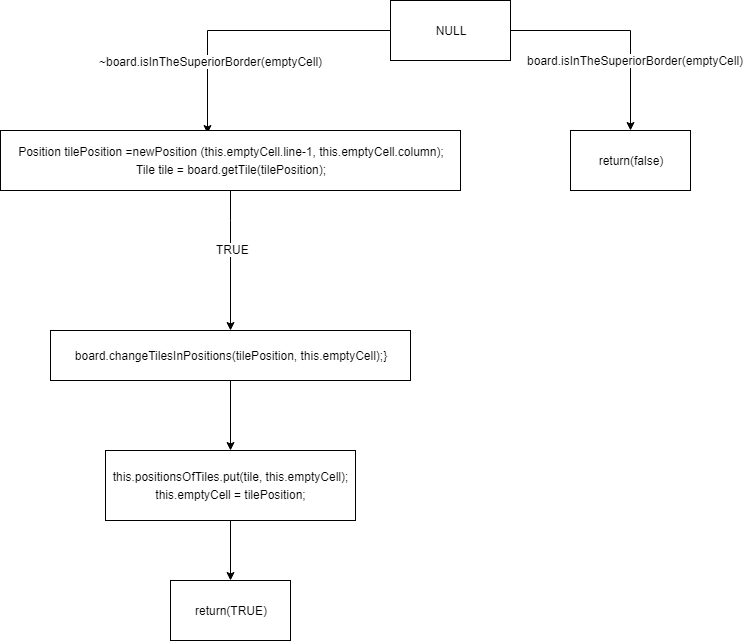 NULL
~board.isInTheSuperiorBorder(emptyCell)
board.isInTheSuperiorBorder(emptyCell)
Position tilePosition =newPosition (this.emptyCell.line-1, this.emptyCell.column);
Tile tile = board.getTile(tilePosition);
return(false)
TRUE
board.changeTilesInPositions(tilePosition, this.emptyCell);}
this.positionsOfTiles.put(tile, this.emptyCell);
this.emptyCell = tilePosition;
return(TRUE)